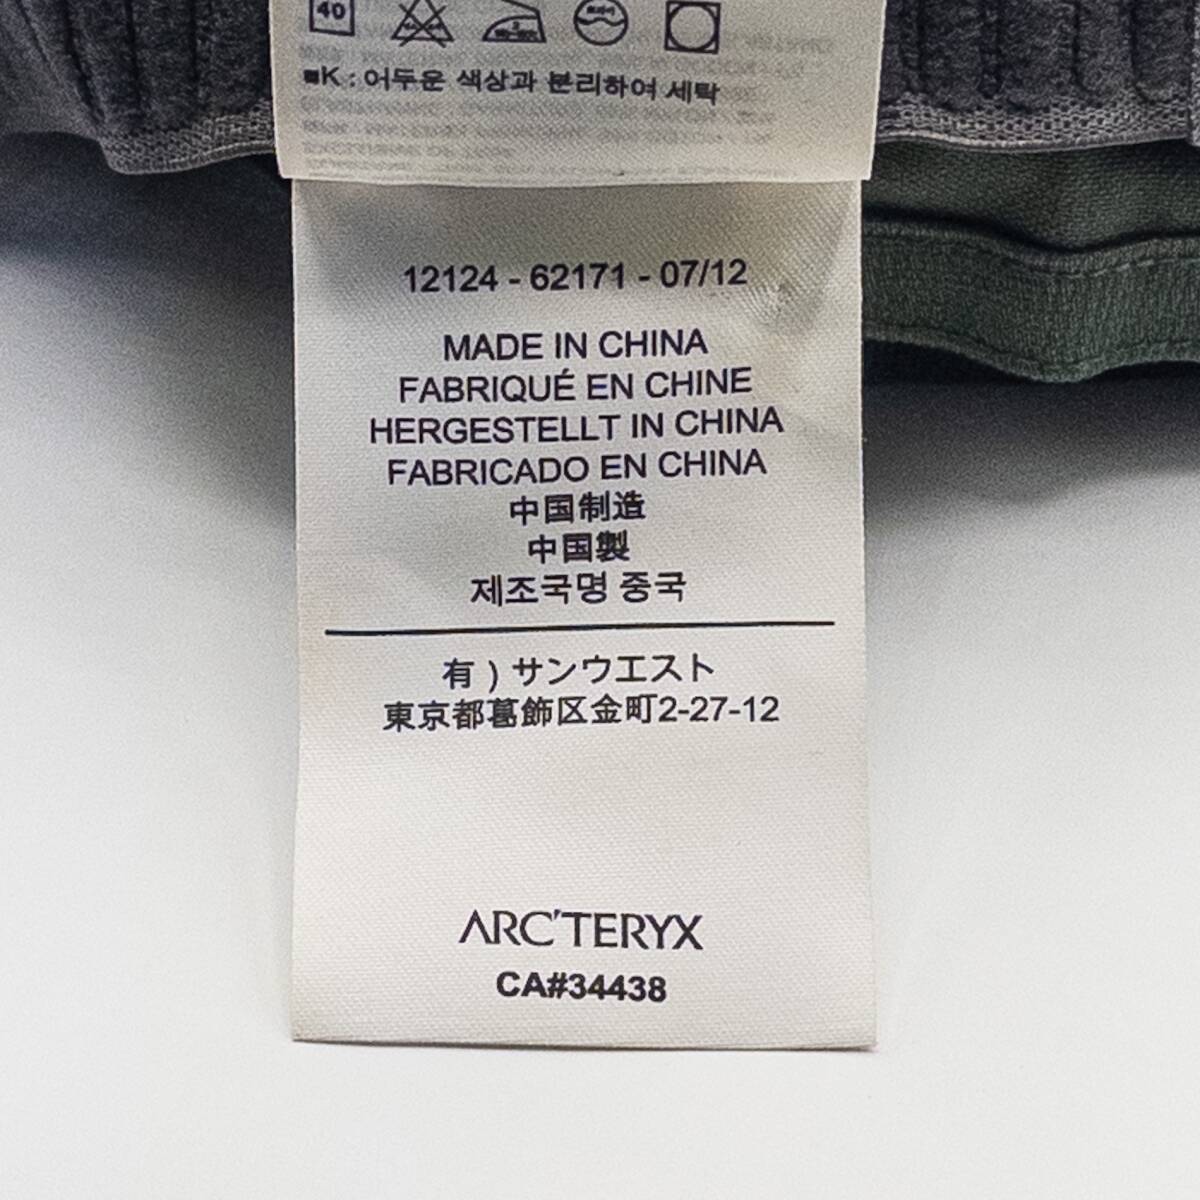 40
■K : 어두운 색상과 분리하여 세탁
12124 - 62171 - 07/12
MADE IN CHINA
FABRIQUÉ EN CHINE
HERGESTELLT IN CHINA
FABRICADO EN CHINA
中国制造
中国製
제조국명 중국
有）サンウエスト
東京都葛飾区金町2-27-12
ARC'TERYX
CA#34438